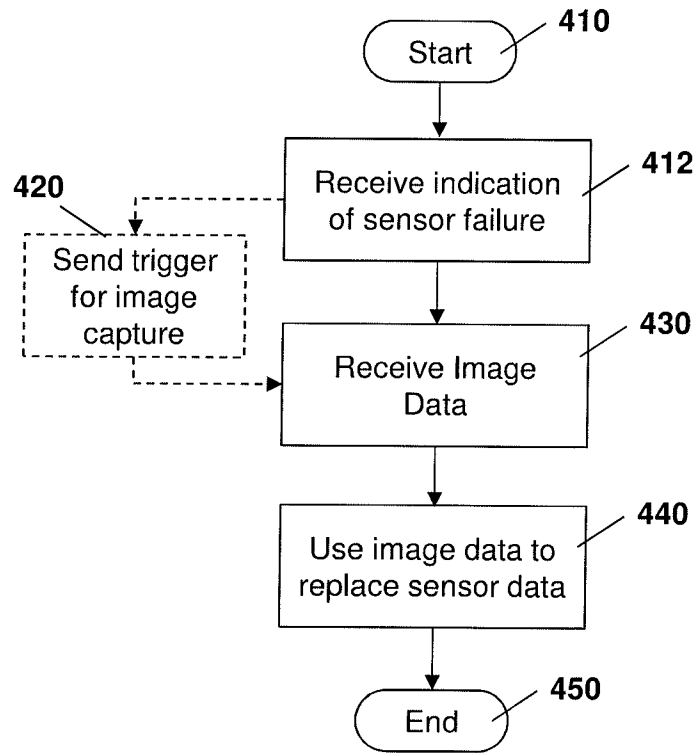 410
Start
412
Receive indication
of sensor failure
420
Send trigger
for image
capture
430
Receive Image
Data
440
Use image data to
replace sensor data
450
End